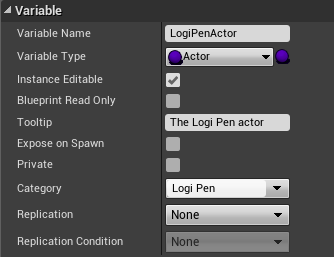 Variable
Variable Name LogiPenActor
Variable Type Actor
Instance Editable
Blueprint Read Only
Tooltip The Logi Pen actor
Expose on Spawn
Private
Category Logi Pen
Replication None
Replication Condition None